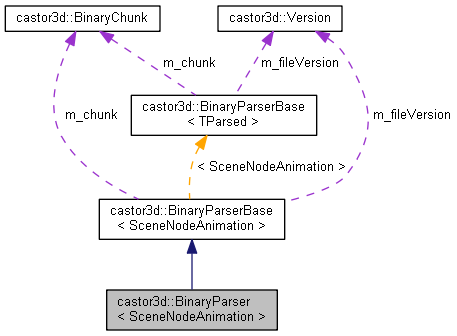 castor3d::BinaryChunk
castor3d::Version
m_chunk
m_fileVersion
castor3d::BinaryParserBase
< TParsed >
m_chunk
m_fileVersion
< SceneNodeAnimation >
castor3d::BinaryParserBase
< SceneNodeAnimation >
castor3d::BinaryParser
< SceneNodeAnimation >